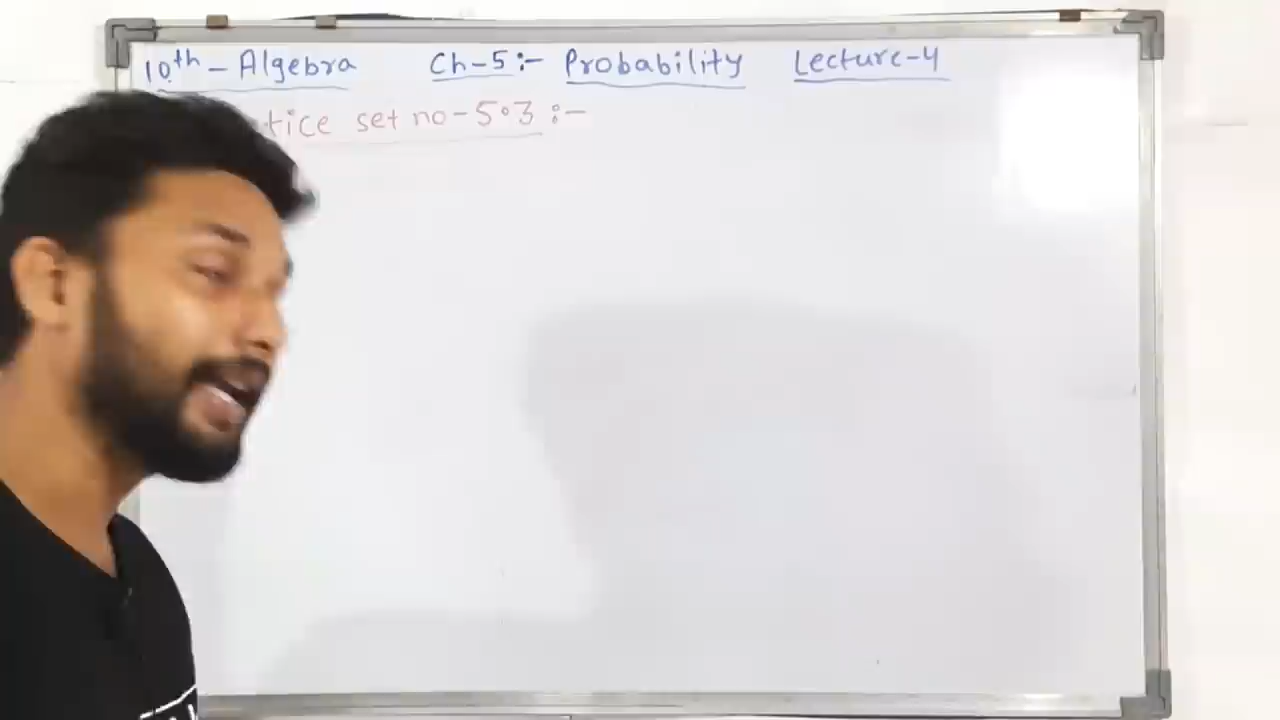 10th - Algebra Ch-5:- Probability Lecture-4
tice set no-5.3 :-